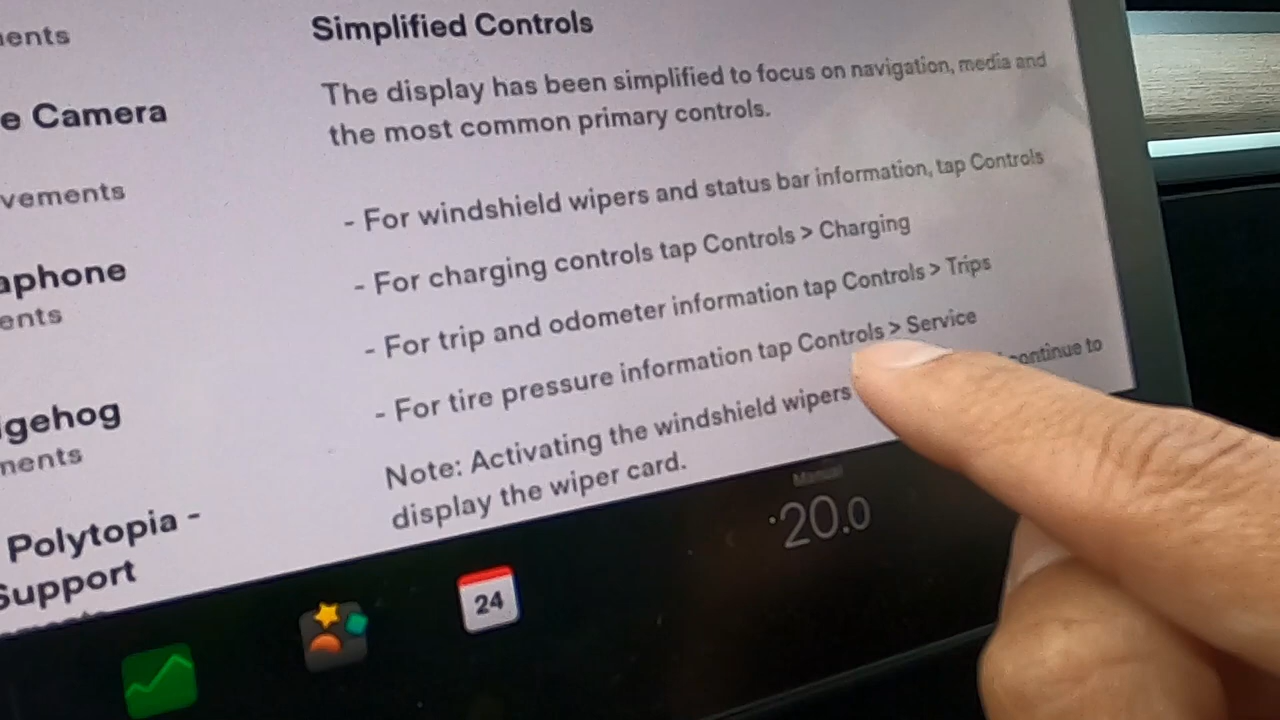 ents
e Camera
vements
aphone
ents
gehog
ments
Polytopia -
Support
Simplified Controls
The display has been simplified to focus on navigation, media and
the most common primary controls.
- For windshield wipers and status bar information, tap Controls
- For charging controls tap Controls > Charging
- For trip and odometer information tap Controls > Trips
- For tire pressure information tap Controls > Service
Note: Activating the windshield wipers continue to
display the wiper card.
Manual
20.0
24